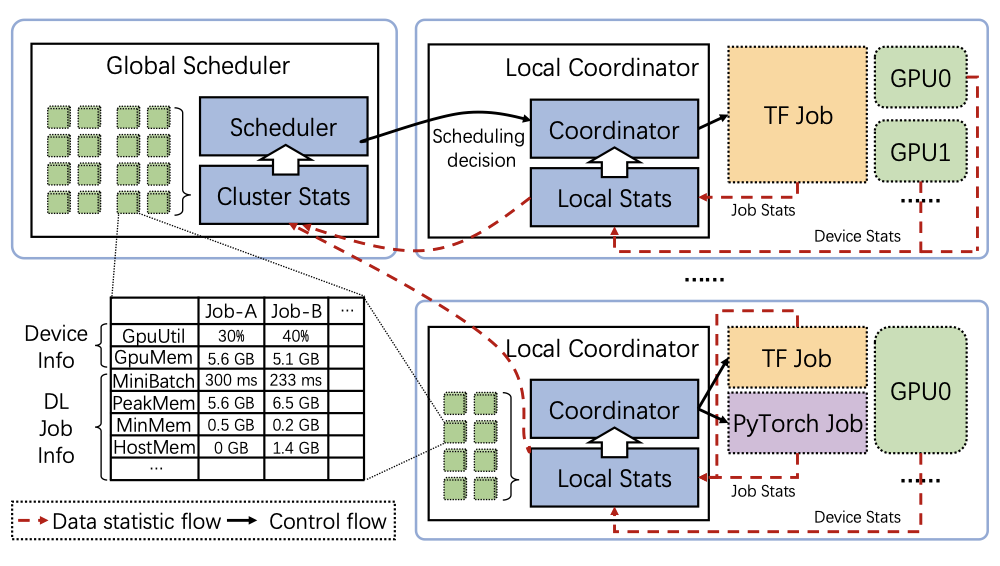 Global Scheduler
Scheduler
Cluster Stats
Scheduling
decision
Local Coordinator
Coordinator
Local Stats
TF Job
GPU0
GPU1
······
Job Stats
Device Stats
······
Job-A Job-B ···
Device
Info
GpuUtil 30% 40%
GpuMem 5.6 GB 5.1 GB
DL
Job
Info
MiniBatch 300 ms 233 ms
PeakMem 5.6 GB 6.5 GB
MinMem 0.5 GB 0.2 GB
HostMem 0 GB 1.4 GB
···
Local Coordinator
Coordinator
Local Stats
TF Job
PyTorch Job
GPU0
······
Job Stats
Device Stats
Data statistic flow Control flow